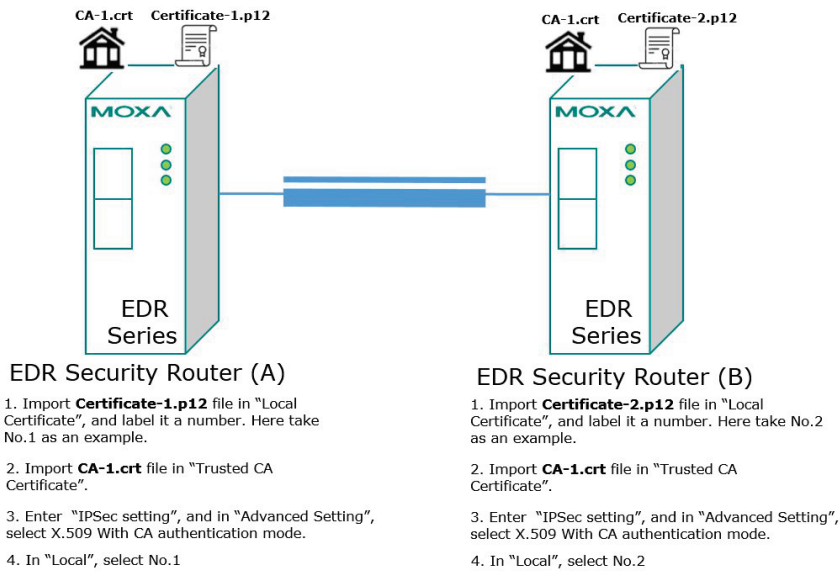 CA-1.crt
Certificate-1.p12
MOXA
EDR
Series
EDR Security Router (A)
1. Import Certificate-1.p12 file in “Local
Certificate”, and label it a number. Here take
No.1 as an example.
2. Import CA-1.crt file in “Trusted CA
Certificate”.
3. Enter “IPSec setting”, and in “Advanced Setting”,
select X.509 With CA authentication mode.
4. In “Local”, select No.1
CA-1.crt
Certificate-2.p12
MOXA
EDR
Series
EDR Security Router (B)
1. Import Certificate-2.p12 file in “Local
Certificate”, and label it a number. Here take No.2
as an example.
2. Import CA-1.crt file in “Trusted CA
Certificate”.
3. Enter “IPSec setting”, and in “Advanced Setting”,
select X.509 With CA authentication mode.
4. In “Local”, select No.2